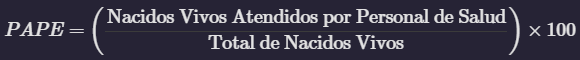 PAPE = ( Nacidos Vivos Atendidos por Personal de Salud / Total de Nacidos Vivos ) × 100